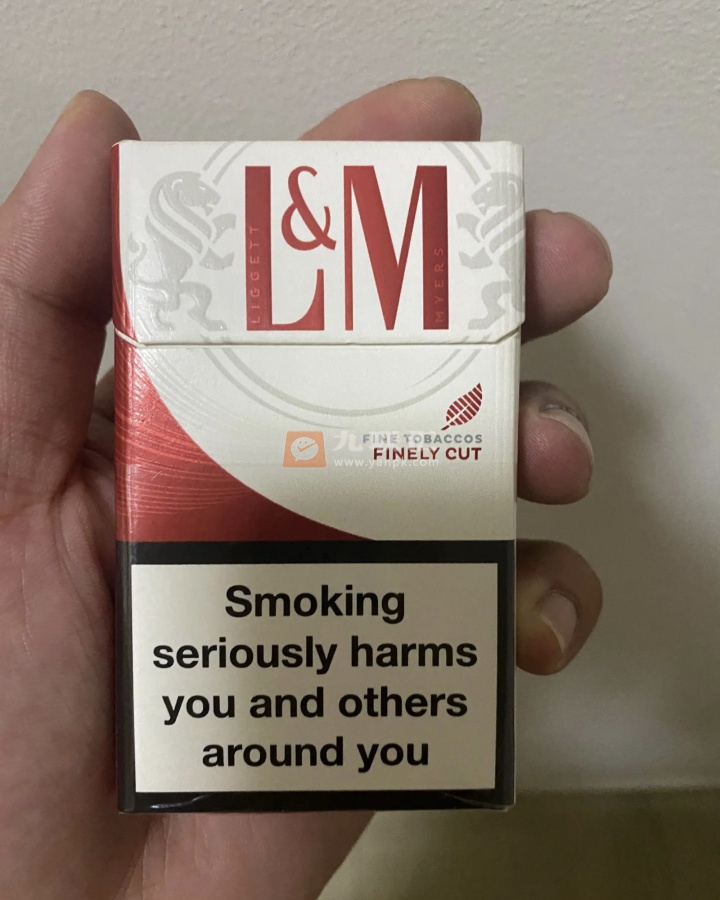 L&M
LIGGETT
MYERS
FINE TOBACCOS
FINELY CUT
www.yanpk.com
Smoking
seriously harms
you and others
around you